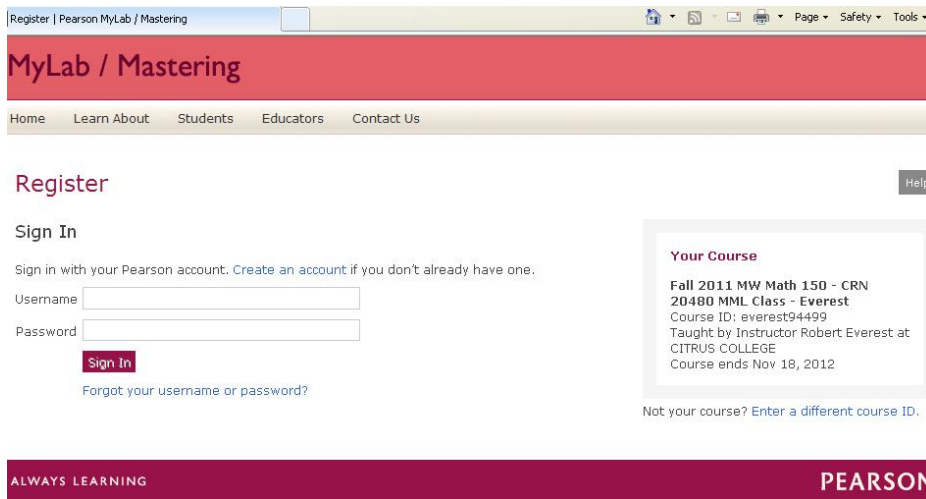 Register | Pearson MyLab / Mastering
Page Safety Tools
MyLab / Mastering
Home Learn About Students Educators Contact Us
Register
Help
Sign In
Sign in with your Pearson account. Create an account if you don't already have one.
Username
Password
Sign In
Forgot your username or password?
Your Course
Fall 2011 MW Math 150 - CRN
20480 MML Class - Everest
Course ID: everest94499
Taught by Instructor Robert Everest at
CITRUS COLLEGE
Course ends Nov 18, 2012
Not your course? Enter a different course ID.
ALWAYS LEARNING
PEARSON